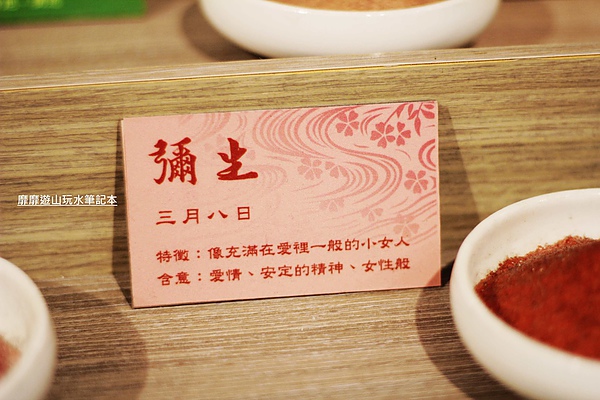 彌生
三月八日
特徵：像充滿在愛裡一般的小女人
含意：愛情、安定的精神、女性般
靡靡遊山玩水筆記本